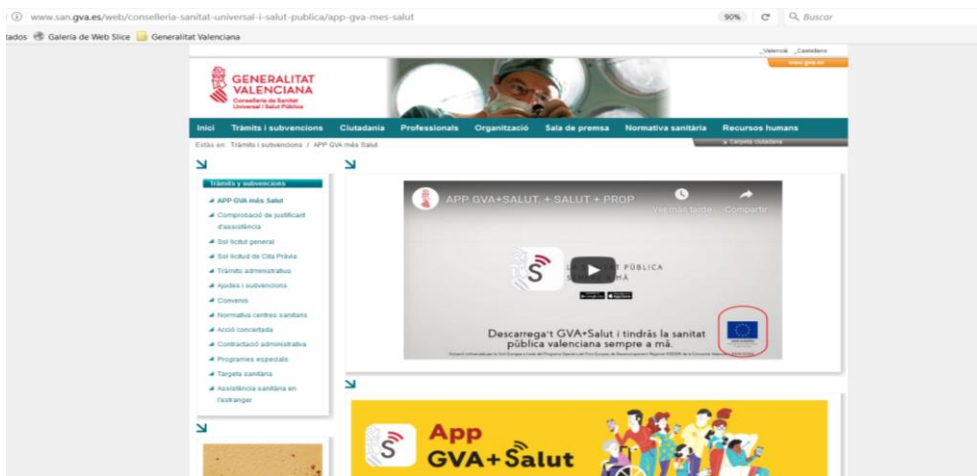 www.san.gva.es/web/conselleria-sanitat-universal-i-salut-publica/app-gva-mes-salut
90%
Buscar
tados Galería de Web Slice Generalitat Valenciana
_Valencià _Castellano
www.gva.es
GENERALITAT
VALENCIANA
Conselleria de Sanitat
Universal i Salut Pública
Inici Tràmits i subvencions Ciutadania Professionals Organització Sala de premsa Normativa sanitària Recursos humans
Estàs en: Tràmits i subvencions / APP GVA més Salut
Carpeta ciutadana
Tràmits y subvencions
APP GVA més Salut
Comprobació de justificant
d'assistència
Sol·licitud general
Sol·licitud de Cita Prèvia
Tràmits administratius
Ajudes i subvencions
Convenis
Normativa centres sanitaris
Acció concertada
Contractació administrativa
Programes especials
Targeta sanitària
Assistència sanitària en
l'estranger
APP GVA+SALUT. + SALUT + PROP
Ver más tarde Compartir
S
PÚBLICA
MÀ
Descarrega't GVA+Salut i tindràs la sanitat
pública valenciana sempre a mà.
S
App
GVA+Salut